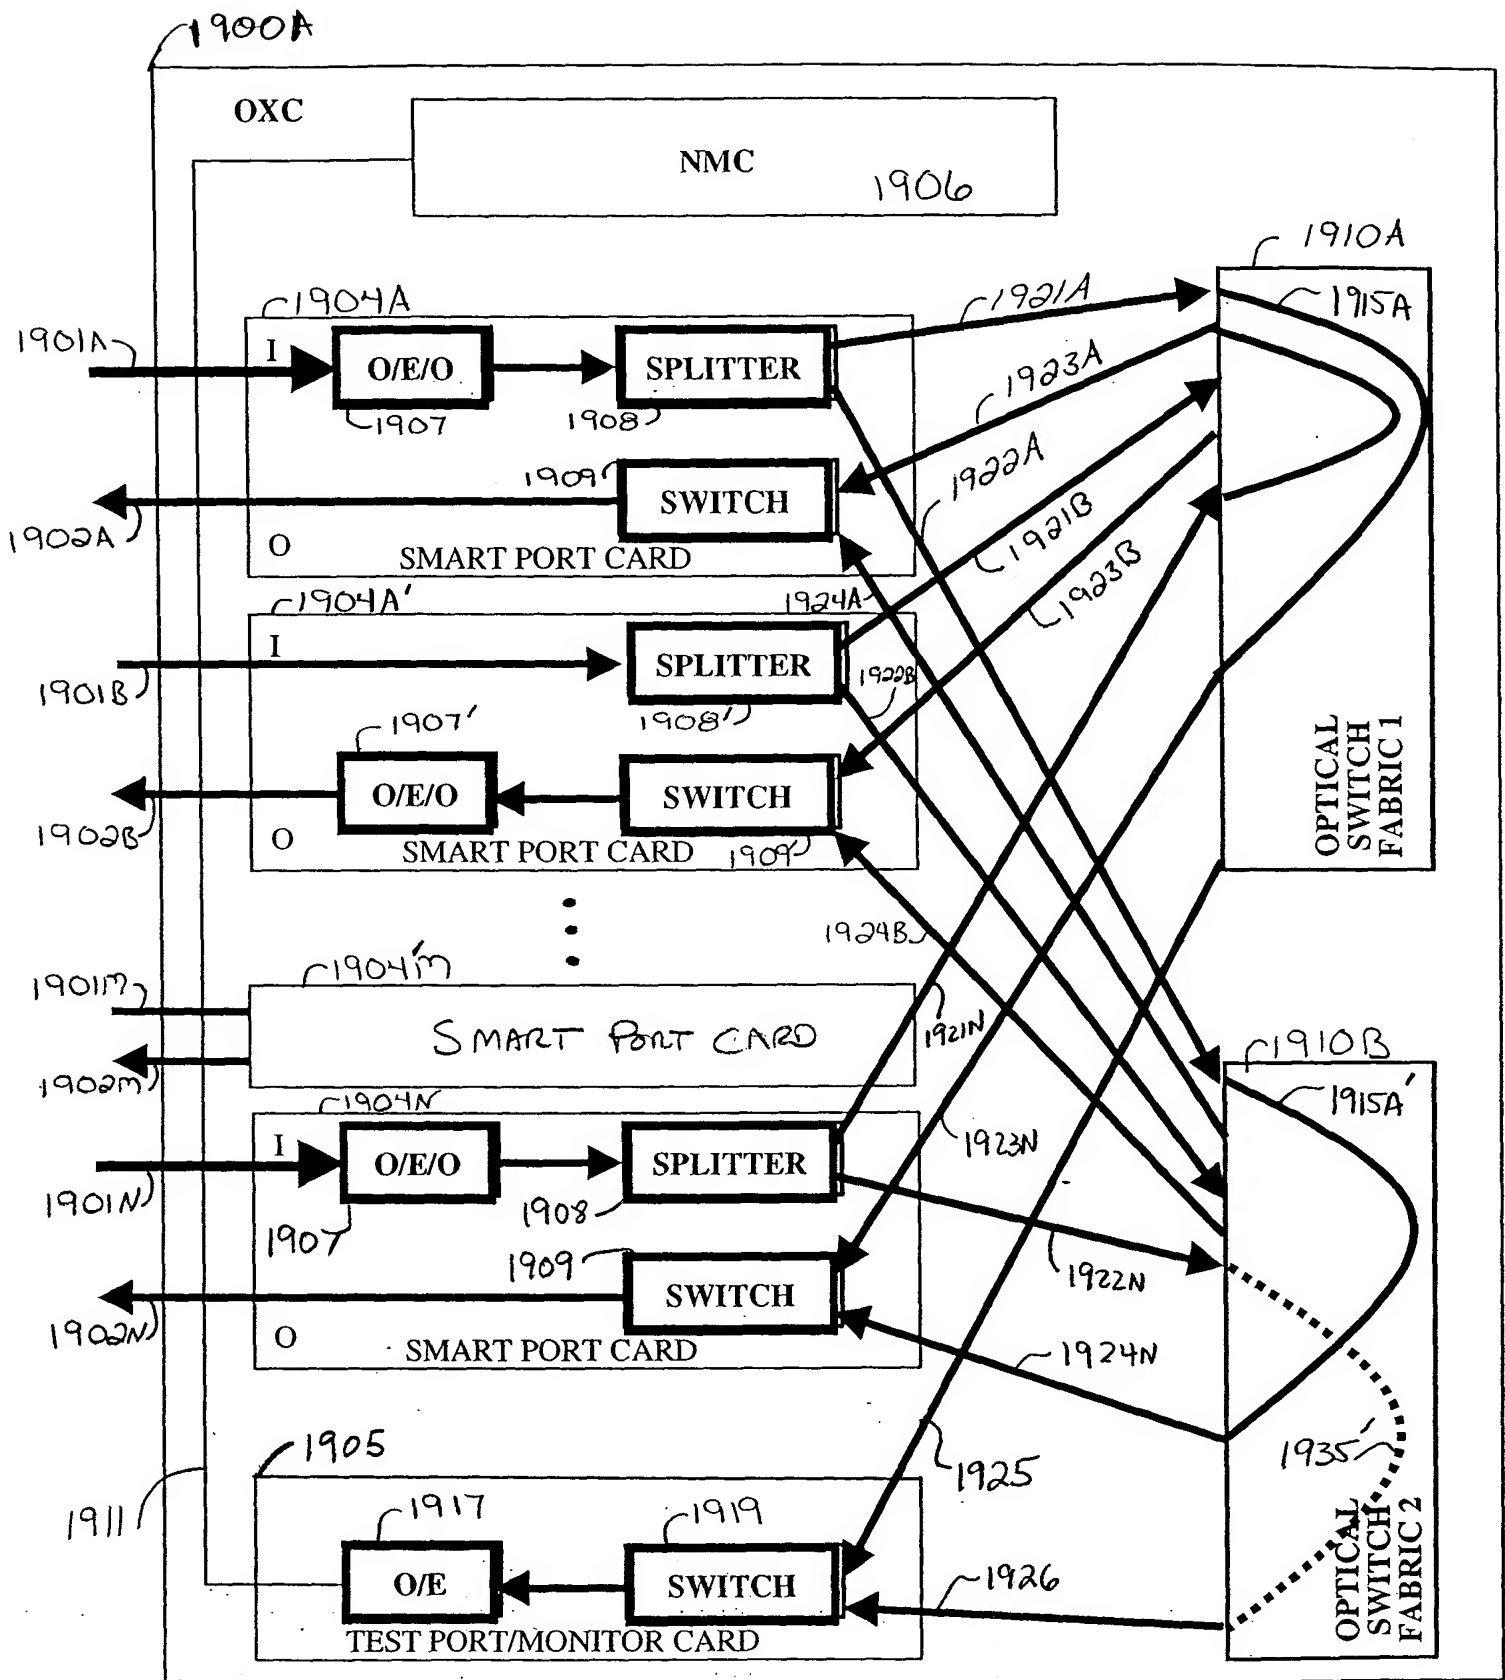 1900A
OXC
NMC
1906
1910A
1904A
1921A
1915A
1901A
I
O/E/O
SPLITTER
1923A
1907
1908
1922A
1909
SWITCH
1921B
1902A
O
SMART PORT CARD
1923B
1904A'
1924A
I
SPLITTER
1922B
1901B
1908'
1907'
OPTICAL
SWITCH
FABRIC 1
O/E/O
SWITCH
1902B
O
SMART PORT CARD
1909'
1924B
1904'm
1901m
1921N
SMART PORT CARD
1910B
1902m
1915A'
1904N
I
1923N
O/E/O
SPLITTER
1901N
1908
1907
1909
1922N
SWITCH
1902N
O
SMART PORT CARD
1924N
1905
1935'
1925
1917
1919
1911
OPTICAL
SWITCH
FABRIC 2
O/E
SWITCH
1926
TEST PORT/MONITOR CARD